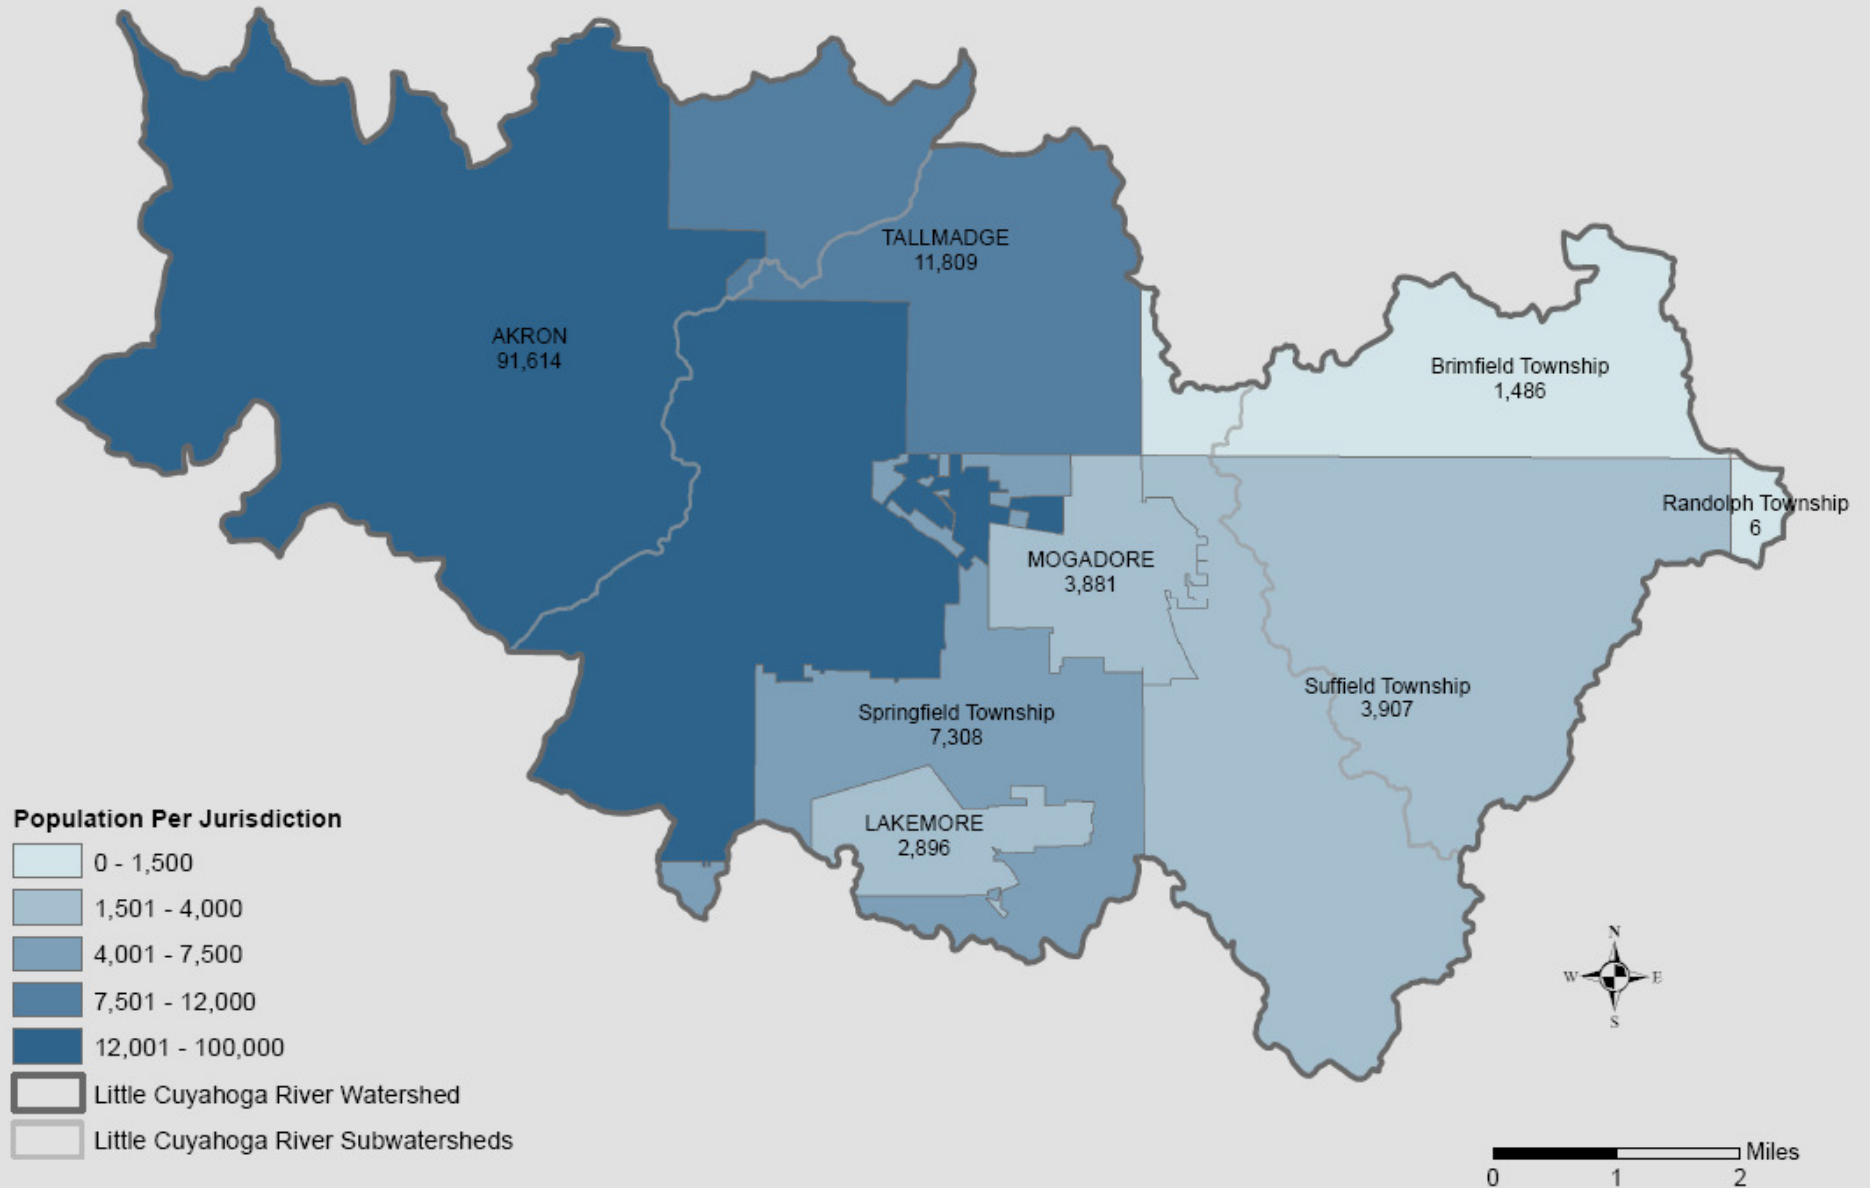 TALLMADGE
11,809
AKRON
91,614
Brimfield Township
1,486
Randolph Township
6
MOGADORE
3,881
Suffield Township
3,907
Springfield Township
7,308
LAKEMORE
2,896
Population Per Jurisdiction
0 - 1,500
1,501 - 4,000
4,001 - 7,500
7,501 - 12,000
12,001 - 100,000
Little Cuyahoga River Watershed
Little Cuyahoga River Subwatersheds
N
W E
S
Miles
0 1 2